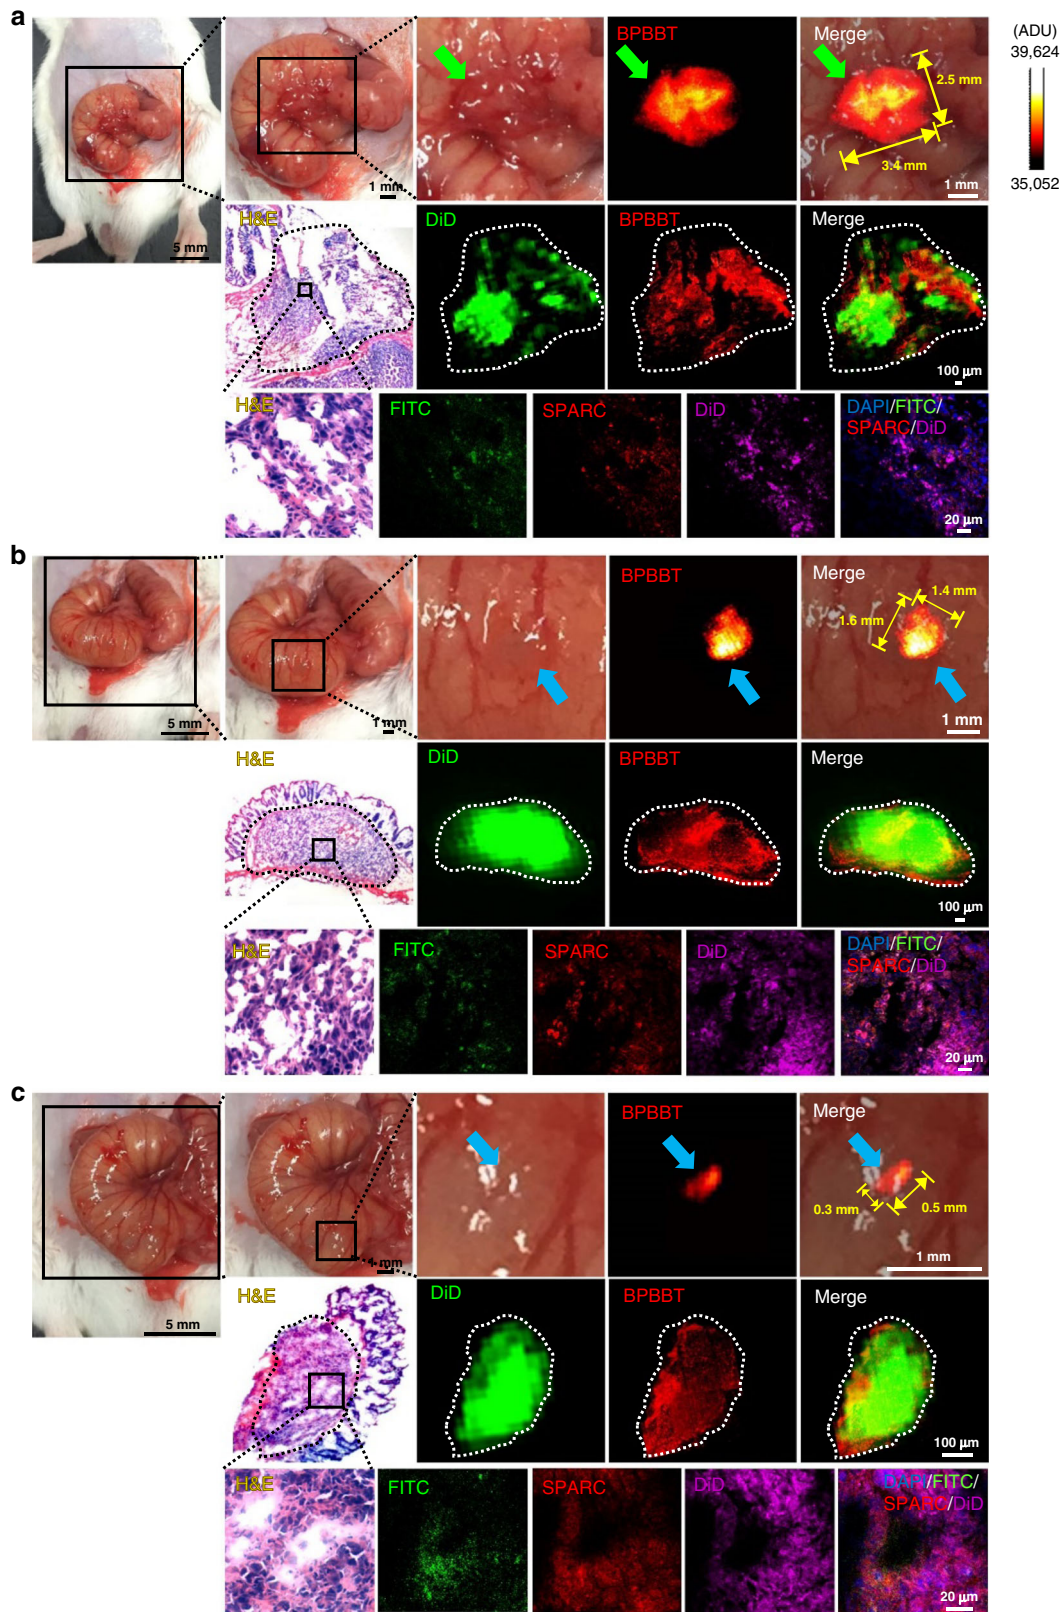 a
BPBBT
Merge
(ADU)
39,624
35,052
2.5 mm
3.4 mm
1 mm
1 mm
5 mm
H&E
DiD
BPBBT
Merge
100 µm
H&E
FITC
SPARC
DiD
DAPI/FITC/
SPARC/DiD
20 µm
b
BPBBT
Merge
1.4 mm
1.6 mm
5 mm
1 mm
1 mm
H&E
DiD
BPBBT
Merge
100 µm
H&E
FITC
SPARC
DiD
DAPI/FITC/
SPARC/DiD
20 µm
c
BPBBT
Merge
0.3 mm
0.5 mm
5 mm
1 mm
1 mm
H&E
DiD
BPBBT
Merge
100 µm
H&E
FITC
SPARC
DiD
DAPI/FITC/
SPARC/DiD
20 µm